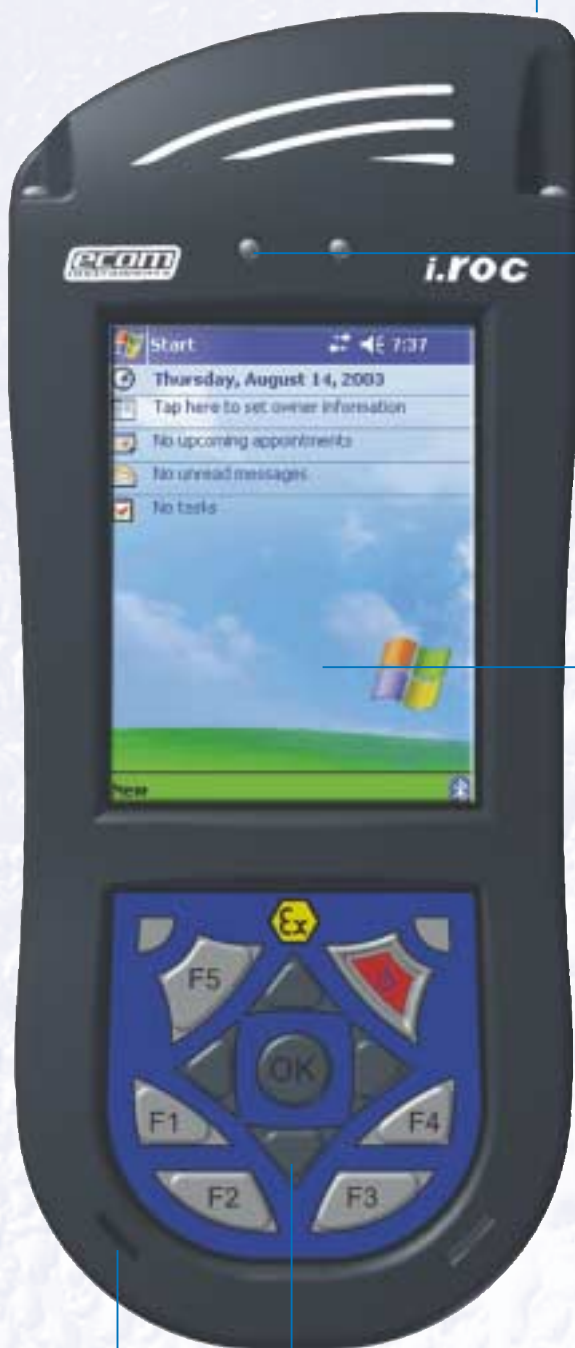 ecom
INSTRUMENTS
i.roc
Start 7:37
Thursday, August 14, 2003
Tap here to set owner information
No upcoming appointments
No unread messages
No tasks
New
Ex
F5
OK
F1
F4
F2
F3